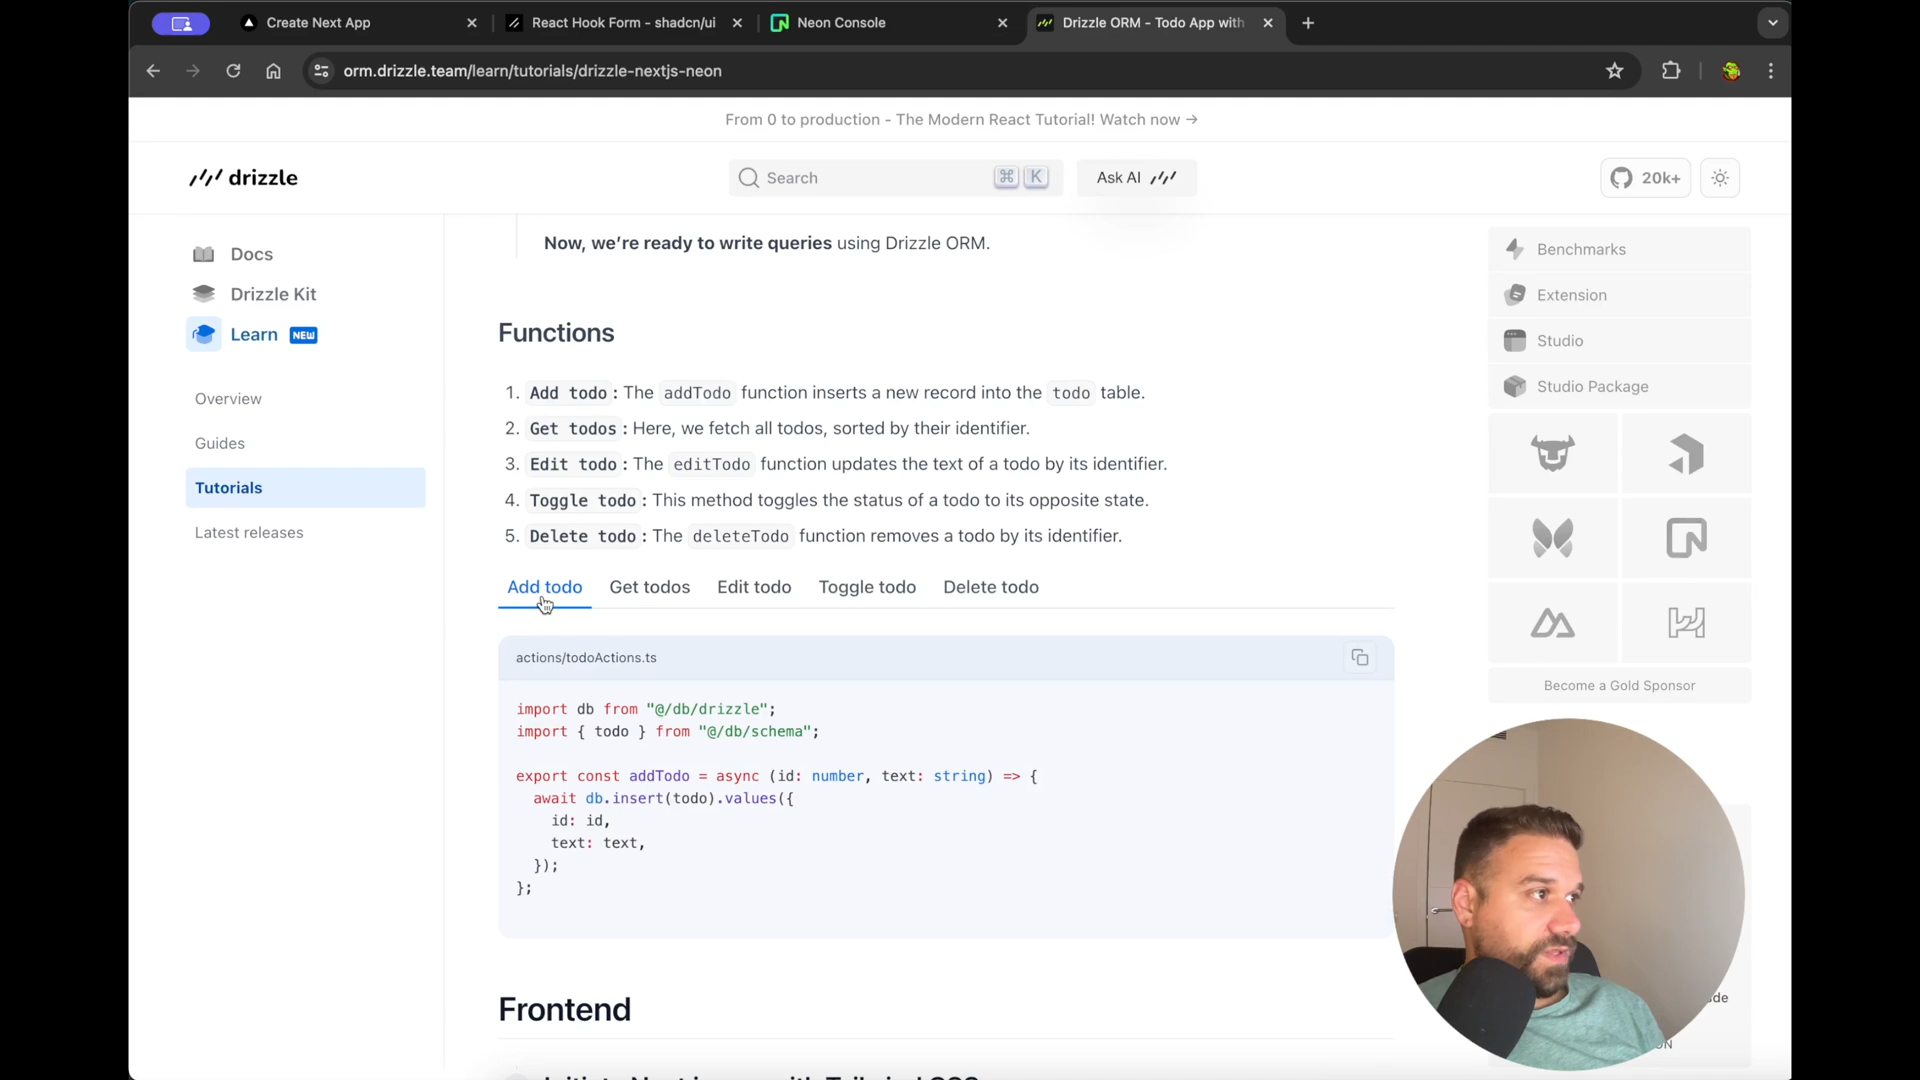 Create Next App
React Hook Form - shadcn/ui
Neon Console
Drizzle ORM - Todo App with
orm.drizzle.team/learn/tutorials/drizzle-nextjs-neon
From 0 to production - The Modern React Tutorial! Watch now →
drizzle
Search ⌘ K
Ask AI
20k+
Docs
Drizzle Kit
Learn NEW
Overview
Guides
Tutorials
Latest releases
Now, we’re ready to write queries using Drizzle ORM.
Functions
1. Add todo: The addTodo function inserts a new record into the todo table.
2. Get todos: Here, we fetch all todos, sorted by their identifier.
3. Edit todo: The editTodo function updates the text of a todo by its identifier.
4. Toggle todo: This method toggles the status of a todo to its opposite state.
5. Delete todo: The deleteTodo function removes a todo by its identifier.
Add todo Get todos Edit todo Toggle todo Delete todo
actions/todoActions.ts
import db from "@/db/drizzle";
import { todo } from "@/db/schema";
export const addTodo = async (id: number, text: string) => {
await db.insert(todo).values({
id: id,
text: text,
});
};
Frontend
Benchmarks
Extension
Studio
Studio Package
Become a Gold Sponsor